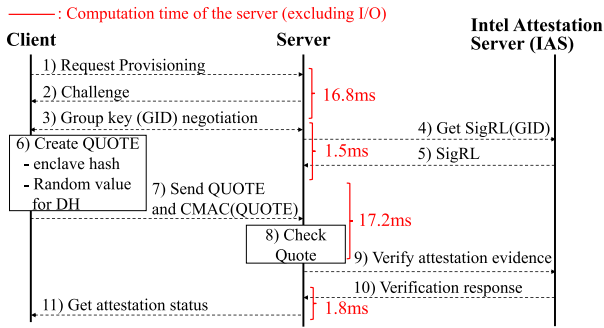 : Computation time of the server (excluding I/O)
Client
Server
Intel Attestation
Server (IAS)
1) Request Provisioning
2) Challenge
16.8ms
3) Group key (GID) negotiation
4) Get SigRL(GID)
5) SigRL
1.5ms
6) Create QUOTE
- enclave hash
- Random value
for DH
7) Send QUOTE
and CMAC(QUOTE)
17.2ms
8) Check
Quote
9) Verify attestation evidence
10) Verification response
1.8ms
11) Get attestation status